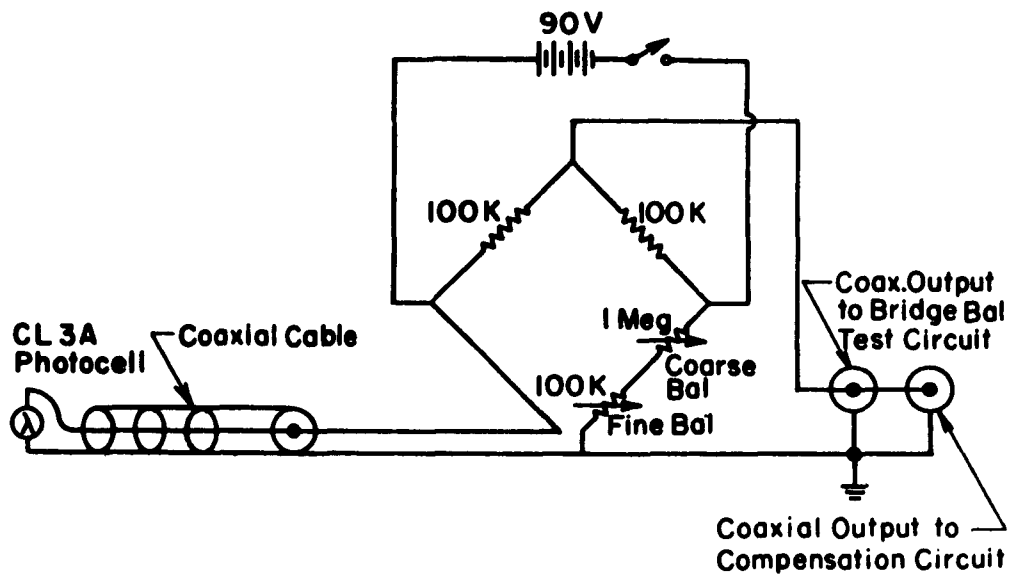 90V
100K
100K
1 Meg
Coarse
Bal
100K
Fine Bal
CL 3A
Photocell
Coaxial Cable
λ
Coax. Output
to Bridge Bal
Test Circuit
Coaxial Output to
Compensation Circuit